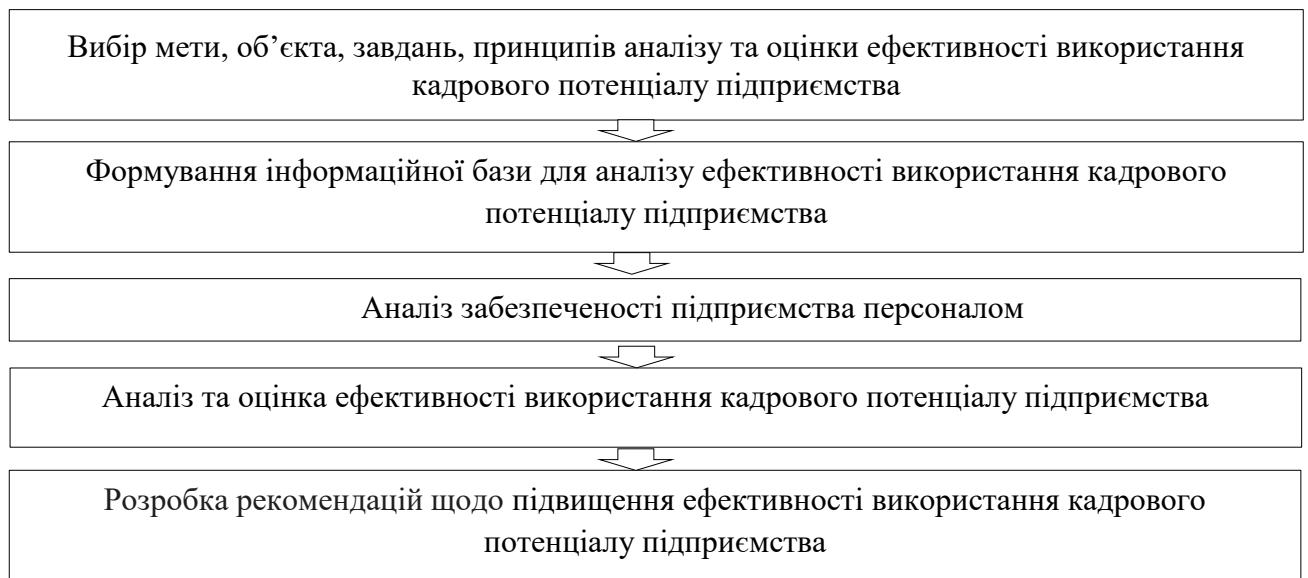 Вибір мети, об’єкта, завдань, принципів аналізу та оцінки ефективності використання
кадрового потенціалу підприємства
Формування інформаційної бази для аналізу ефективності використання кадрового
потенціалу підприємства
Аналіз забезпеченості підприємства персоналом
Аналіз та оцінка ефективності використання кадрового потенціалу підприємства
Розробка рекомендацій щодо підвищення ефективності використання кадрового
потенціалу підприємства